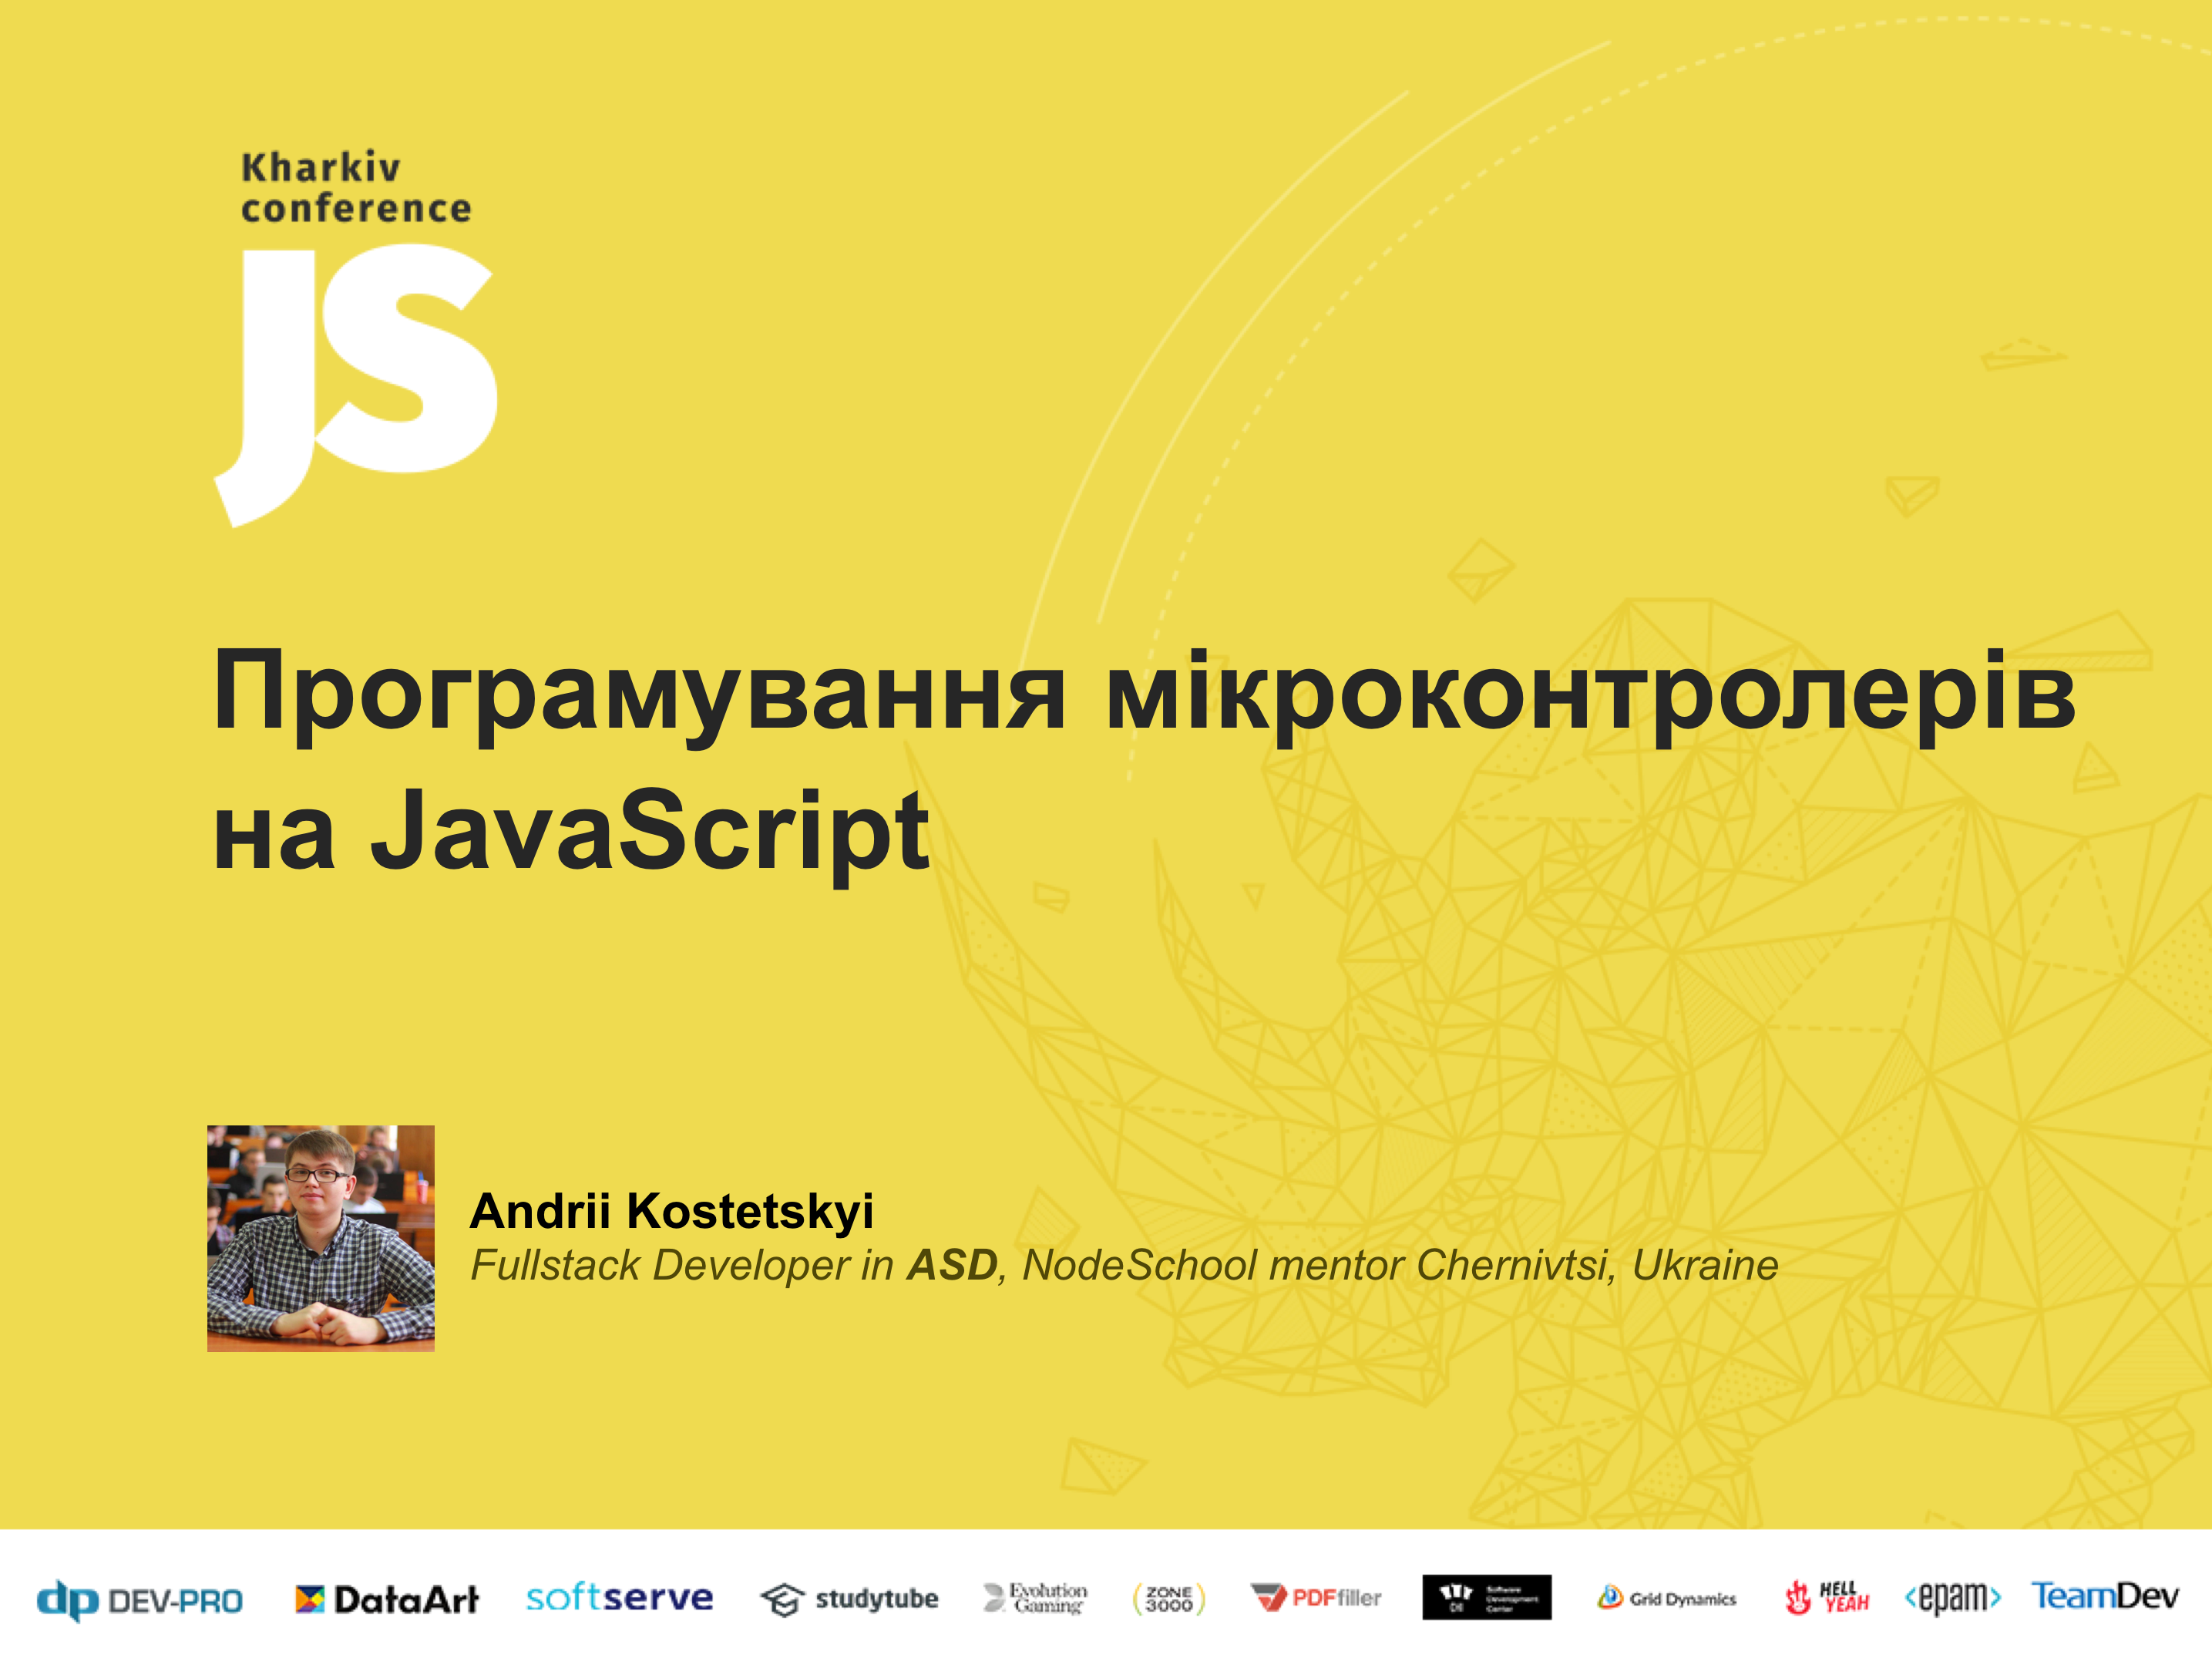 Kharkiv
conference
JS
Програмування мікроконтролерів
на JavaScript
Andrii Kostetskyi
Fullstack Developer in ASD, NodeSchool mentor Chernivtsi, Ukraine
dp DEV-PRO
DataArt
softserve
studytube
Evolution
Gaming
ZONE
3000
PDFfiller
Software
Development
Center
Grid Dynamics
HELL
YEAH
<epam>
TeamDev